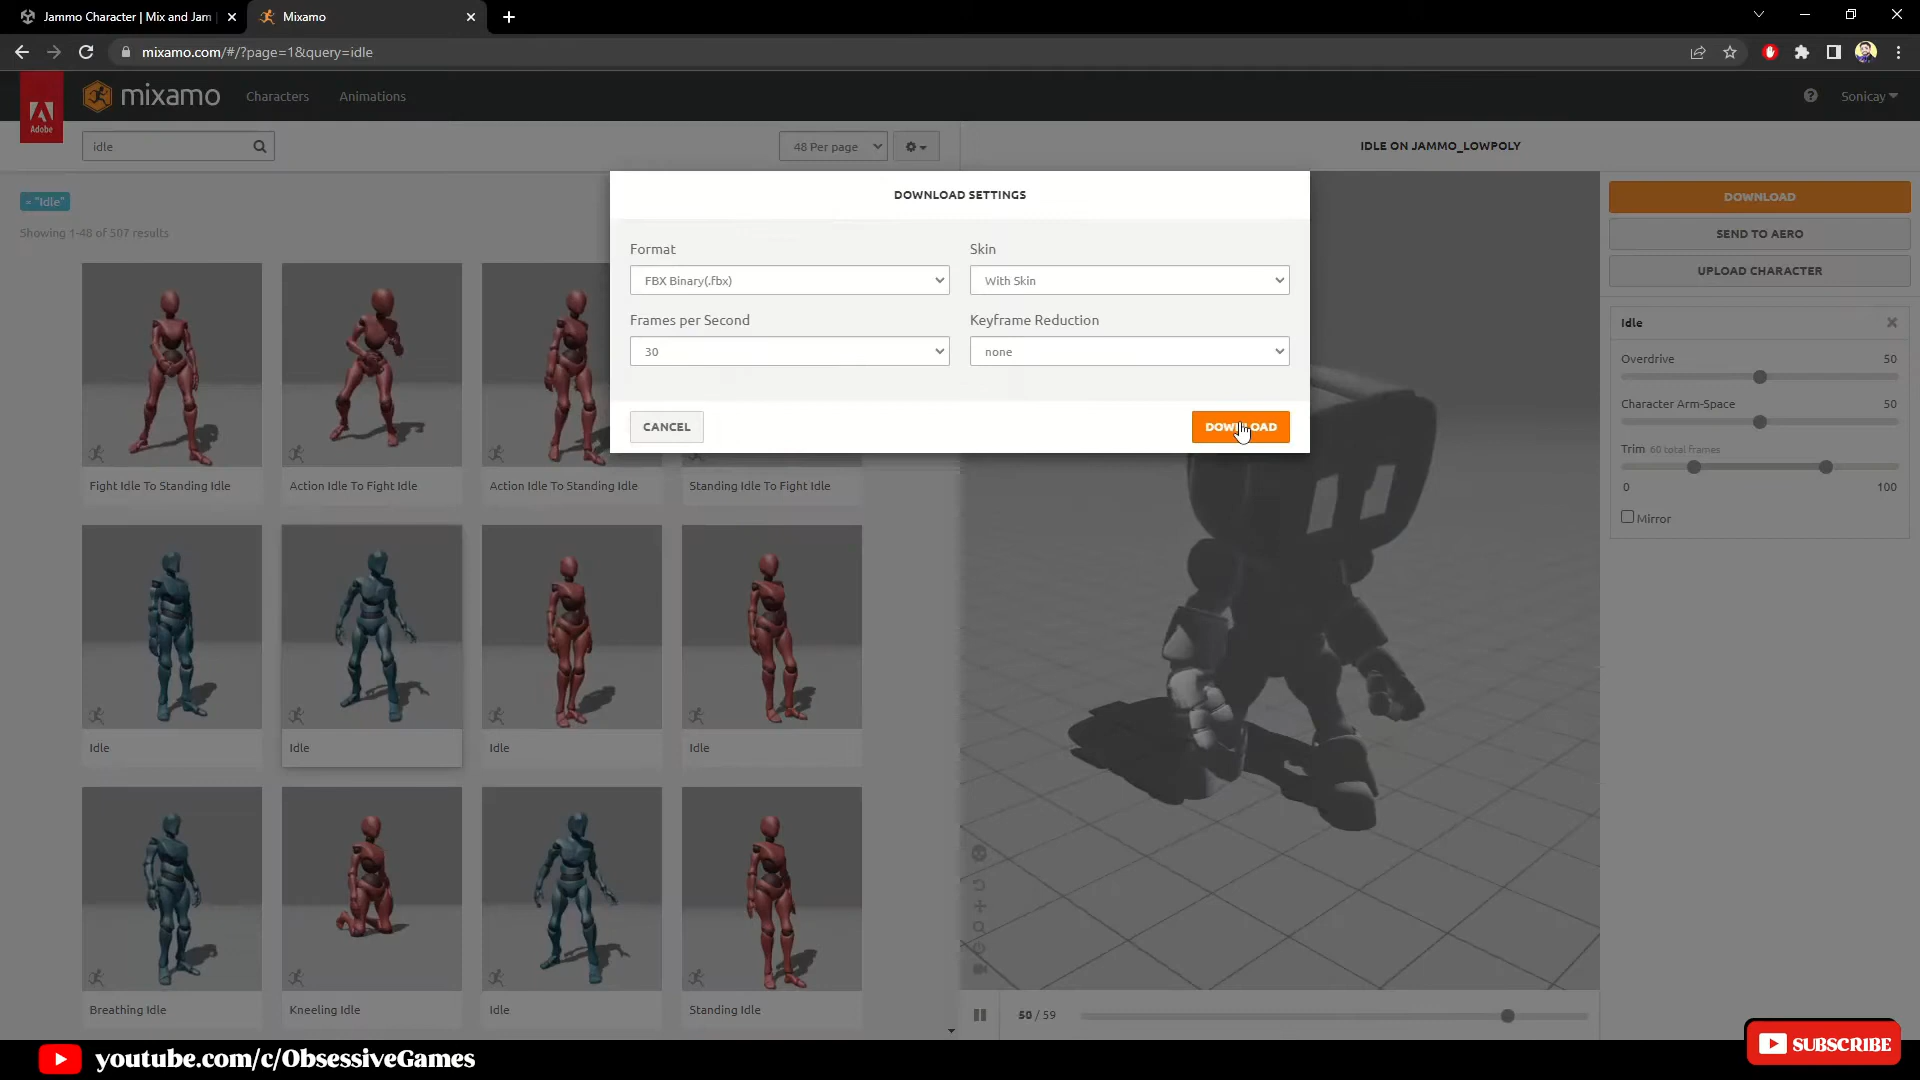 Jammo Character | Mix and Jam
Mixamo
mixamo.com/#/?page=1&query=idle
Adobe
mixamo
Characters
Animations
Sonicay
idle
48 Per page
IDLE ON JAMMO_LOWPOLY
= "Idle"
Showing 1-48 of 507 results
DOWNLOAD SETTINGS
Format
Skin
FBX Binary(.fbx)
With Skin
Frames per Second
Keyframe Reduction
30
none
CANCEL
DOWNLOAD
DOWNLOAD
SEND TO AERO
UPLOAD CHARACTER
Idle
Overdrive
50
Character Arm-Space
50
Trim 60 total frames
0
100
Mirror
Fight Idle To Standing Idle
Action Idle To Fight Idle
Action Idle To Standing Idle
Standing Idle To Fight Idle
Idle
Idle
Idle
Idle
Breathing Idle
Kneeling Idle
Idle
Standing Idle
50 / 59
youtube.com/c/ObsessiveGames
SUBSCRIBE